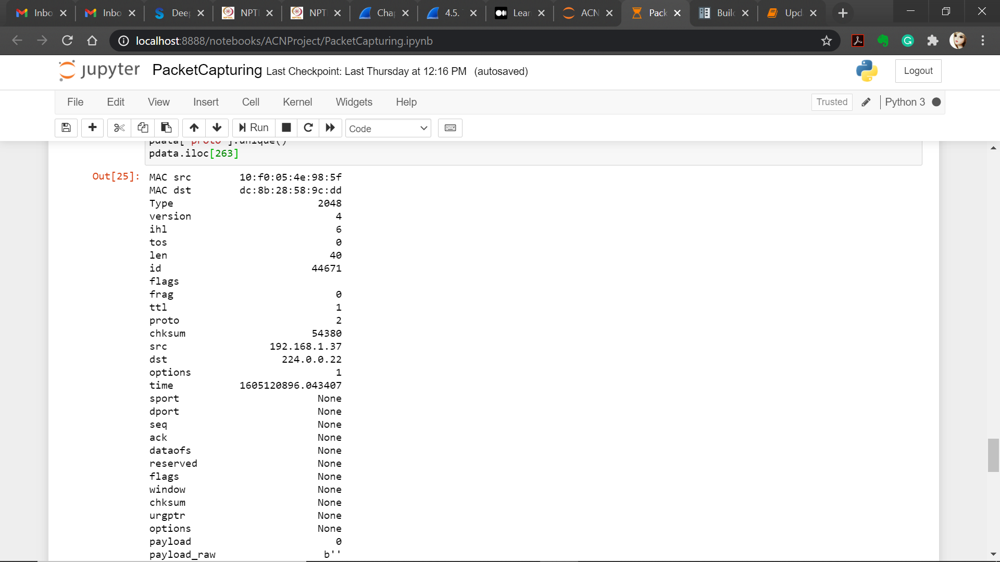 Inbo
Inbo
Deep
NPTI
NPT
Chap
4.5.
Lear
ACN
Pack
Build
Upd
localhost:8888/notebooks/ACNProject/PacketCapturing.ipynb
jupyter PacketCapturing Last Checkpoint: Last Thursday at 12:16 PM (autosaved)
Logout
File Edit View Insert Cell Kernel Widgets Help
Trusted Python 3
Run Code
pdata['proto'].unique()
pdata.iloc[263]
Out[25]:
MAC src 10:f0:05:4e:98:5f
MAC dst dc:8b:28:58:9c:dd
Type 2048
version 4
ihl 6
tos 0
len 40
id 44671
flags
frag 0
ttl 1
proto 2
chksum 54380
src 192.168.1.37
dst 224.0.0.22
options 1
time 1605120896.043407
sport None
dport None
seq None
ack None
dataofs None
reserved None
flags None
window None
chksum None
urgptr None
options None
payload 0
payload_raw b''